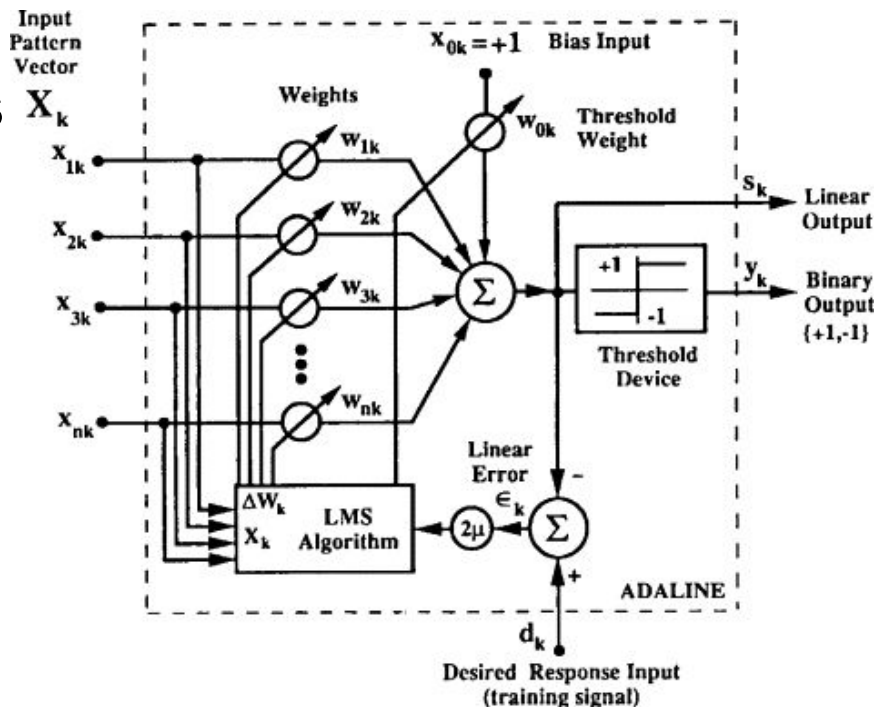 Input
Pattern
Vector
X_k
x_1k
x_2k
x_3k
x_nk
Weights
w_1k
w_2k
w_3k
w_nk
x_0k = +1
Bias Input
w_0k
Threshold
Weight
Σ
s_k
Linear
Output
+1
-1
Threshold
Device
y_k
Binary
Output
{+1,-1}
Linear
Error
∈_k
-
Σ
+
2μ
ΔW_k
X_k
LMS
Algorithm
ADALINE
d_k
Desired Response Input
(training signal)